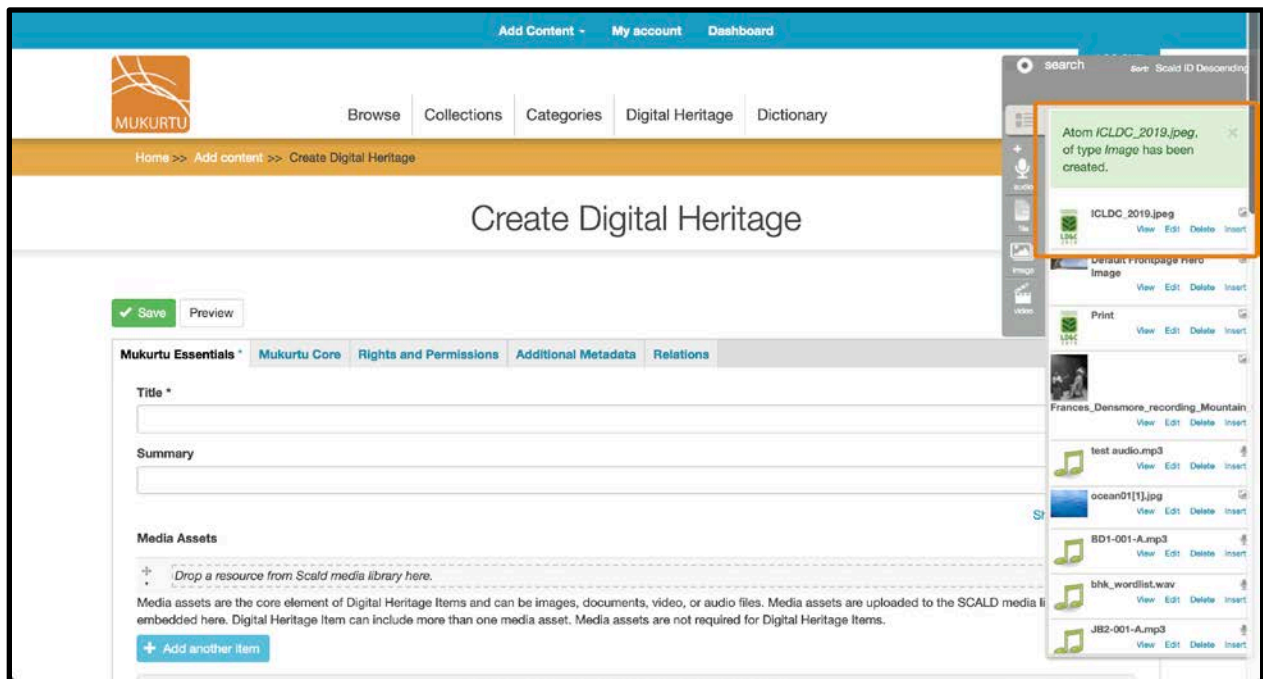 Add Content
My account
Dashboard
MUKURTU
Browse
Collections
Categories
Digital Heritage
Dictionary
Home >> Add content >> Create Digital Heritage
Create Digital Heritage
Save
Preview
Mukurtu Essentials *
Mukurtu Core
Rights and Permissions
Additional Metadata
Relations
Title *
Summary
Media Assets
Drop a resource from Scald media library here.
Media assets are the core element of Digital Heritage Items and can be images, documents, video, or audio files. Media assets are uploaded to the SCALD media li
embedded here. Digital Heritage Item can include more than one media asset. Media assets are not required for Digital Heritage Items.
+ Add another item
search
Sort Scald ID Descending
audio
file
image
video
Atom ICLDC_2019.jpeg,
of type Image has been
created.
ICLDC_2019.jpeg
View Edit Delete Insert
Default Frontpage Hero
Image
View Edit Delete Insert
Print
View Edit Delete Insert
Frances_Densmore_recording_Mountain_
View Edit Delete Insert
test audio.mp3
View Edit Delete Insert
ocean01[1].jpg
View Edit Delete Insert
BD1-001-A.mp3
View Edit Delete Insert
bhk_wordlist.wav
View Edit Delete Insert
JB2-001-A.mp3
View Edit Delete Insert